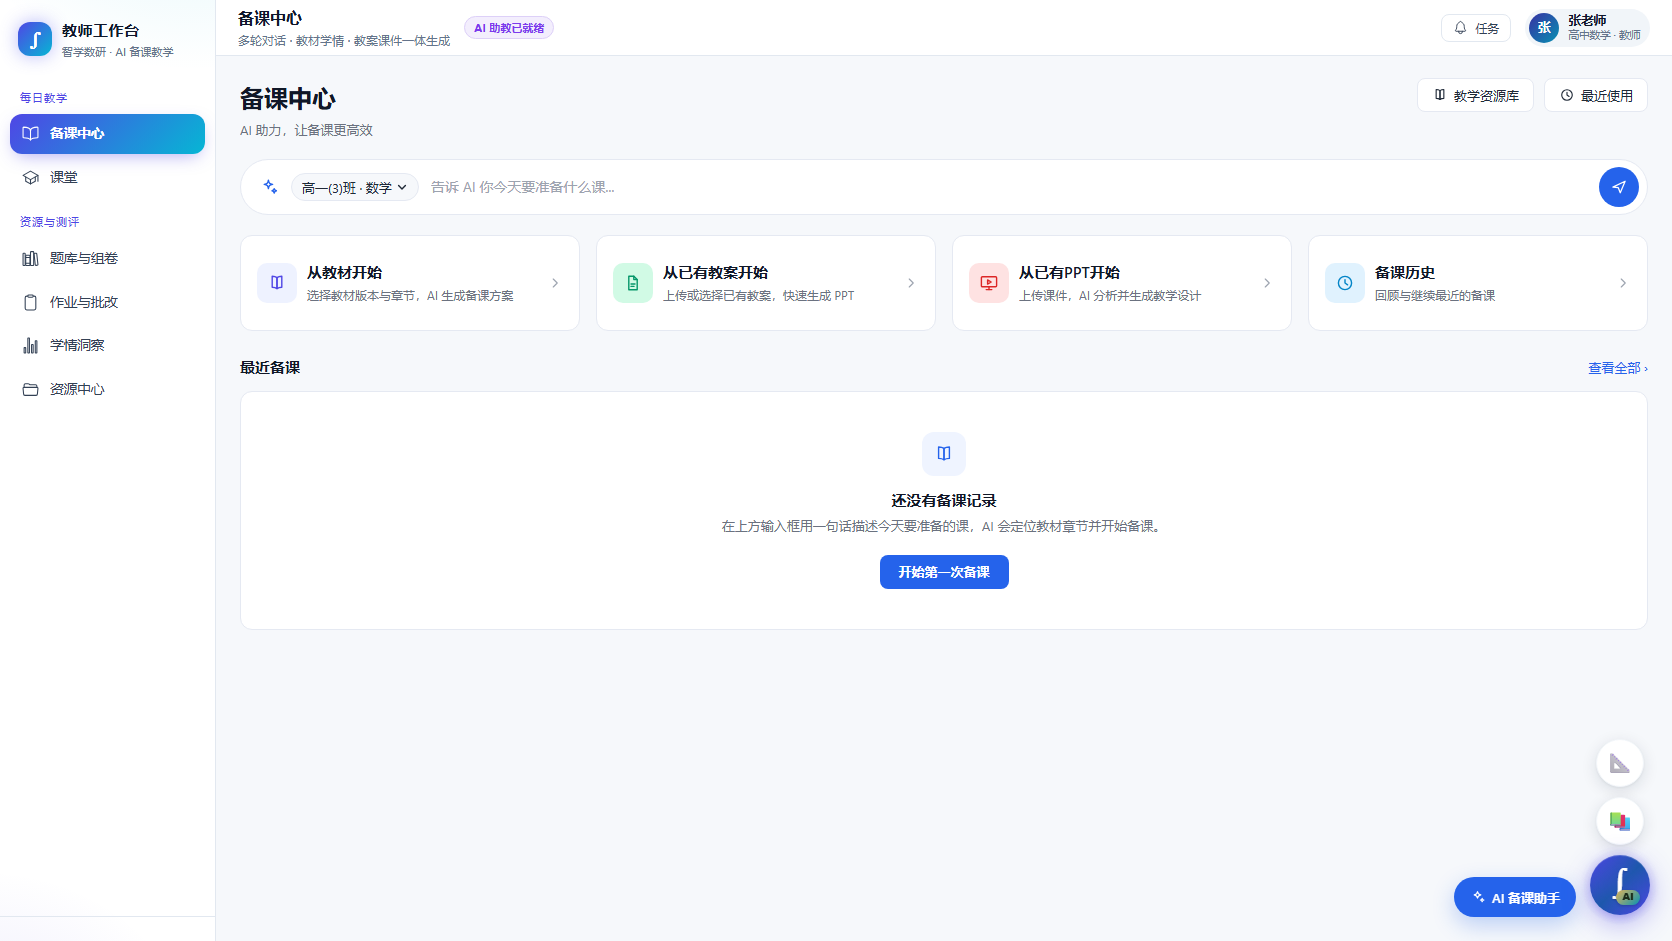 教师工作台
智学数研 · AI 备课教学
每日教学
备课中心
课堂
资源与测评
题库与组卷
作业与批改
学情洞察
资源中心
备课中心
多轮对话 · 教材学情 · 教案课件一体生成
AI 助教已就绪
任务
张
张老师
高中数学 · 教师
备课中心
AI 助力，让备课更高效
教学资源库
最近使用
高一(3)班 · 数学
告诉 AI 你今天要准备什么课...
从教材开始
选择教材版本与章节，AI 生成备课方案
从已有教案开始
上传或选择已有教案，快速生成 PPT
从已有PPT开始
上传课件，AI 分析并生成教学设计
备课历史
回顾与继续最近的备课
最近备课
查看全部 ›
还没有备课记录
在上方输入框用一句话描述今天要准备的课，AI 会定位教材章节并开始备课。
开始第一次备课
AI 备课助手
∫
AI